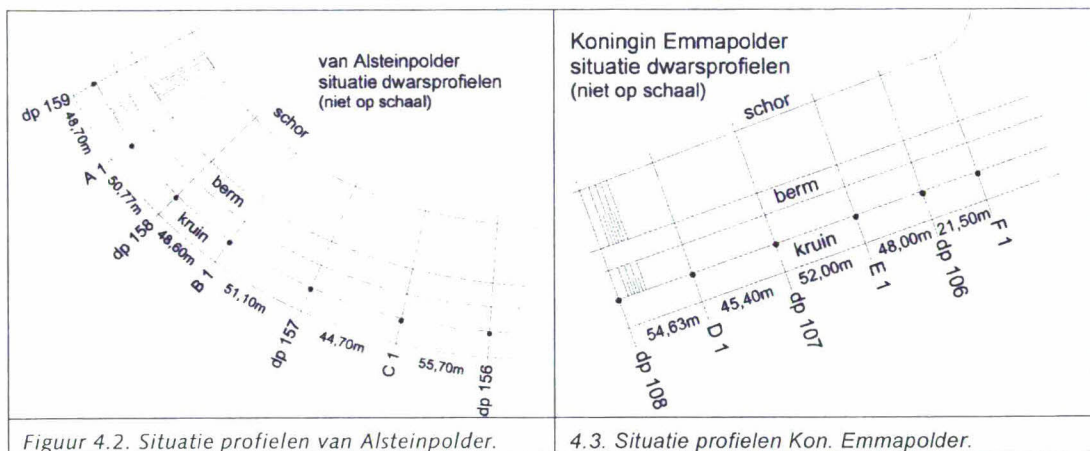 van Alsteinpolder
situatie dwarsprofielen
(niet op schaal)
schor
berm
kruin
dp 159
48,70m
A 1
50,77m
dp 158
48,60m
B 1
51,10m
dp 157
44,70m
C 1
55,70m
dp 156
Figuur 4.2. Situatie profielen van Alsteinpolder.
Koningin Emmapolder
situatie dwarsprofielen
(niet op schaal)
schor
berm
kruin
dp 108
54,63m
D 1
45,40m
dp 107
52,00m
E 1
48,00m
dp 106
21,50m
F 1
4.3. Situatie profielen Kon. Emmapolder.